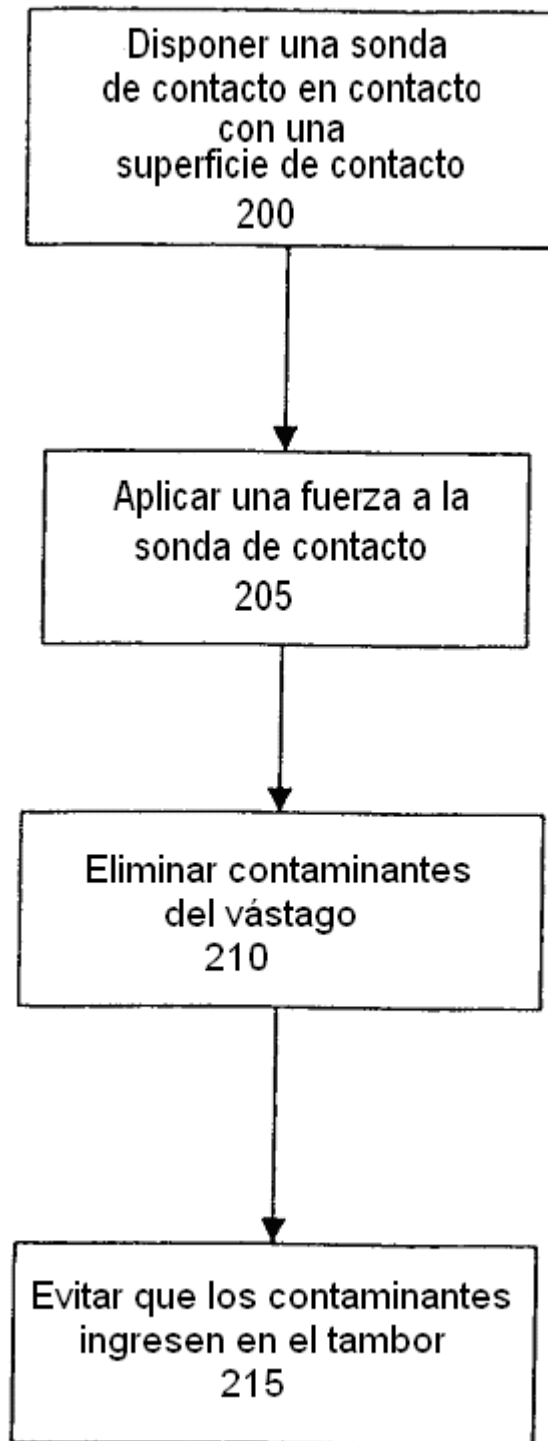 Disponer una sonda
de contacto en contacto
con una
superficie de contacto
200
Aplicar una fuerza a la
sonda de contacto
205
Eliminar contaminantes
del vástago
210
Evitar que los contaminantes
ingresen en el tambor
215